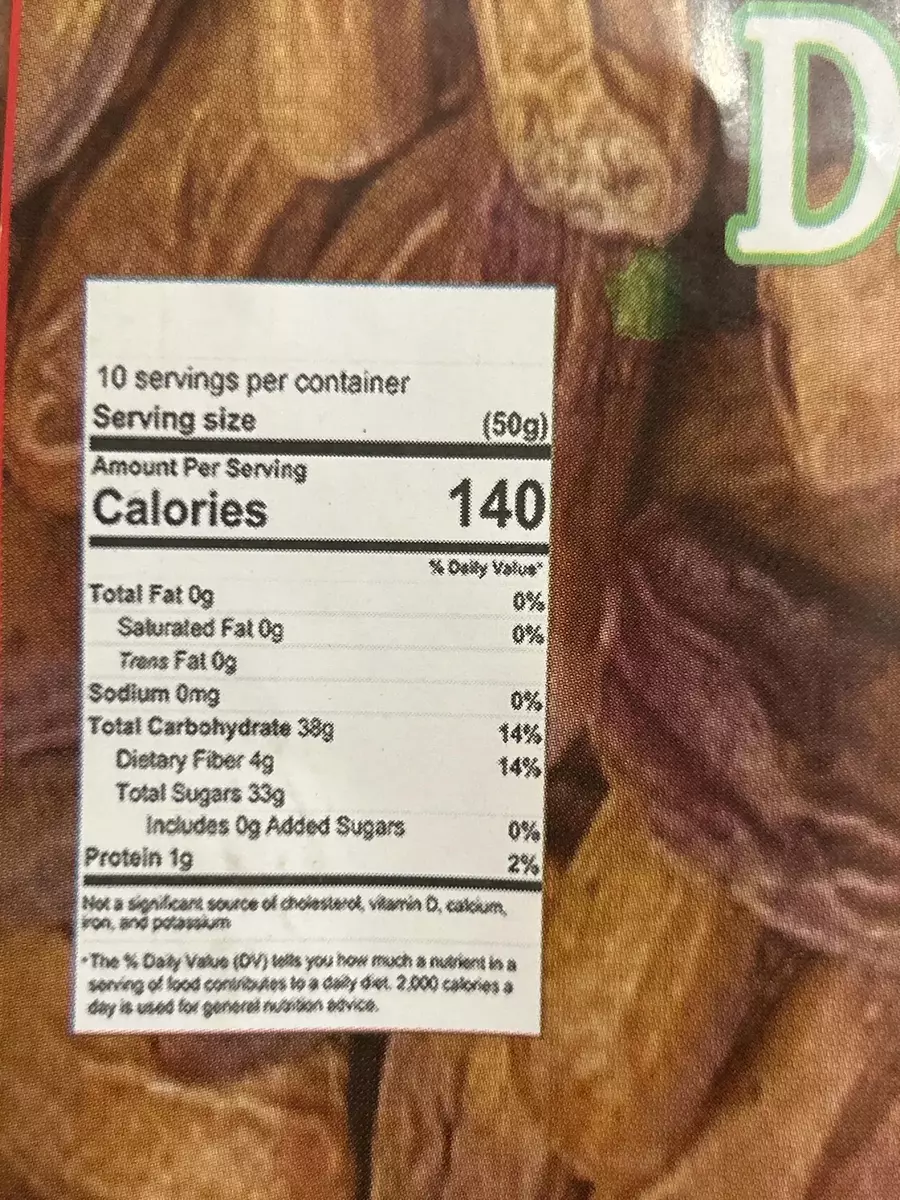 D
10 servings per container
Serving size (50g)
Amount Per Serving
Calories 140
% Daily Value*
Total Fat 0g 0%
Saturated Fat 0g 0%
Trans Fat 0g
Sodium 0mg 0%
Total Carbohydrate 38g 14%
Dietary Fiber 4g 14%
Total Sugars 33g
Includes 0g Added Sugars 0%
Protein 1g 2%
Not a significant source of cholesterol, vitamin D, calcium,
iron, and potassium
*The % Daily Value (DV) tells you how much a nutrient in a
serving of food contributes to a daily diet. 2,000 calories a
day is used for general nutrition advice.